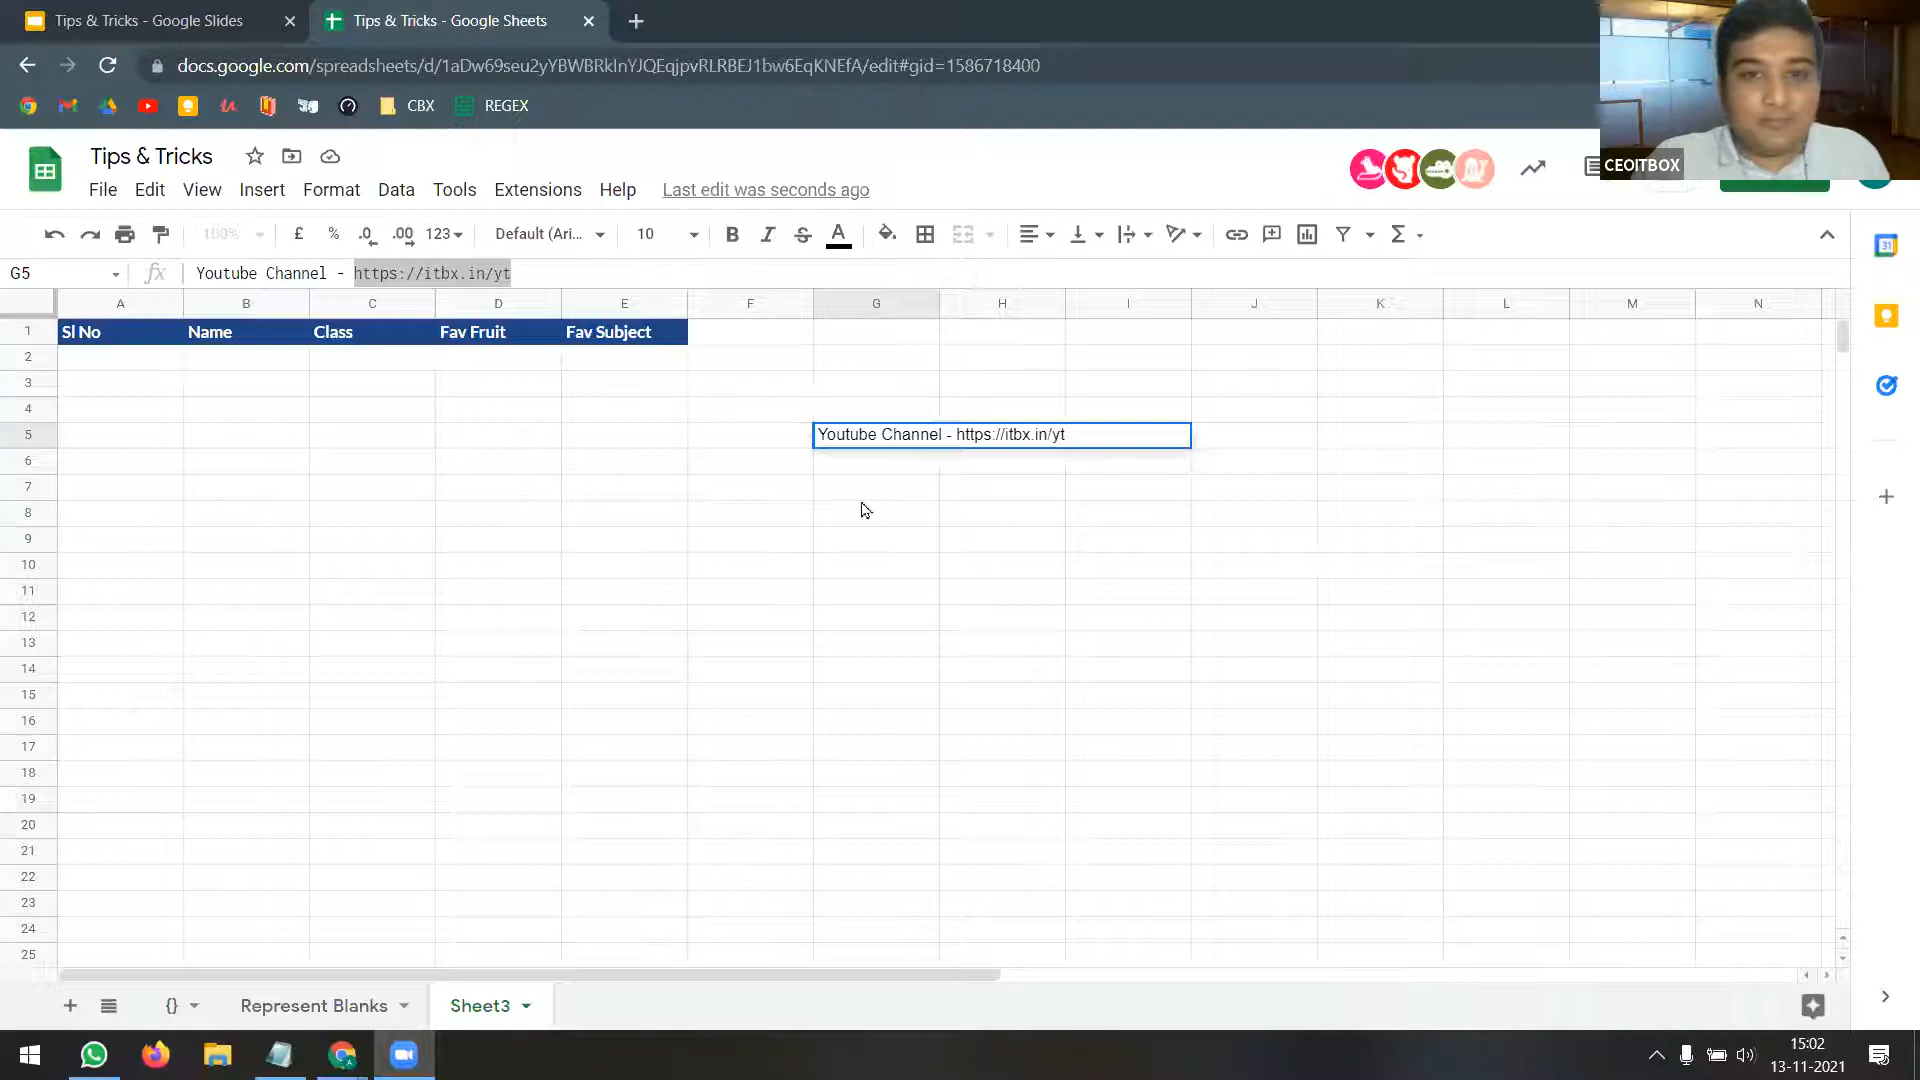 Tips & Tricks - Google Slides
Tips & Tricks - Google Sheets
docs.google.com/spreadsheets/d/1aDw69seu2yYBWBRkInYJQEqjpvRLRBEJ1bw6EqKNEfA/edit#gid=1586718400
CBX
REGEX
CEOITBOX
Tips & Tricks
File Edit View Insert Format Data Tools Extensions Help Last edit was seconds ago
100% £ % .0 .00 123 Default (Ari... 10 B I S A Σ
G5 fx Youtube Channel - https://itbx.in/yt
A B C D E F G H I J K L M N
1 Sl No Name Class Fav Fruit Fav Subject
2
3
4
5 Youtube Channel - https://itbx.in/yt
6
7
8
9
10
11
12
13
14
15
16
17
18
19
20
21
22
23
24
25
+ {} Represent Blanks Sheet3
15:02
13-11-2021